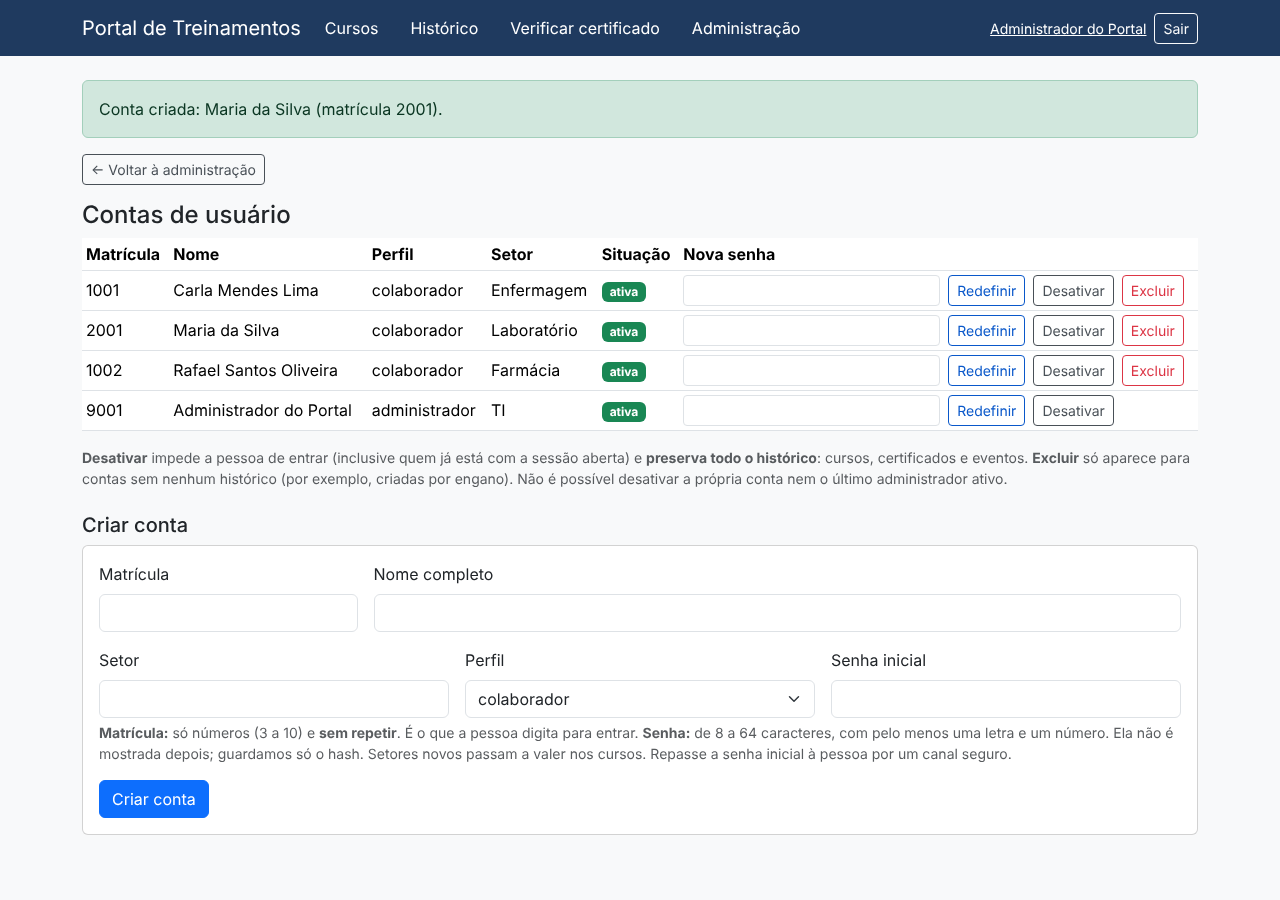 Portal de Treinamentos Cursos Histórico Verificar certificado Administração Administrador do Portal Sair
Conta criada: Maria da Silva (matrícula 2001).
← Voltar à administração
Contas de usuário
Matrícula Nome Perfil Setor Situação Nova senha
1001 Carla Mendes Lima colaborador Enfermagem ativa Redefinir Desativar Excluir
2001 Maria da Silva colaborador Laboratório ativa Redefinir Desativar Excluir
1002 Rafael Santos Oliveira colaborador Farmácia ativa Redefinir Desativar Excluir
9001 Administrador do Portal administrador TI ativa Redefinir Desativar
Desativar impede a pessoa de entrar (inclusive quem já está com a sessão aberta) e preserva todo o histórico: cursos, certificados e eventos. Excluir só aparece para
contas sem nenhum histórico (por exemplo, criadas por engano). Não é possível desativar a própria conta nem o último administrador ativo.
Criar conta
Matrícula Nome completo
Setor Perfil Senha inicial
colaborador
Matrícula: só números (3 a 10) e sem repetir. É o que a pessoa digita para entrar. Senha: de 8 a 64 caracteres, com pelo menos uma letra e um número. Ela não é
mostrada depois; guardamos só o hash. Setores novos passam a valer nos cursos. Repasse a senha inicial à pessoa por um canal seguro.
Criar conta